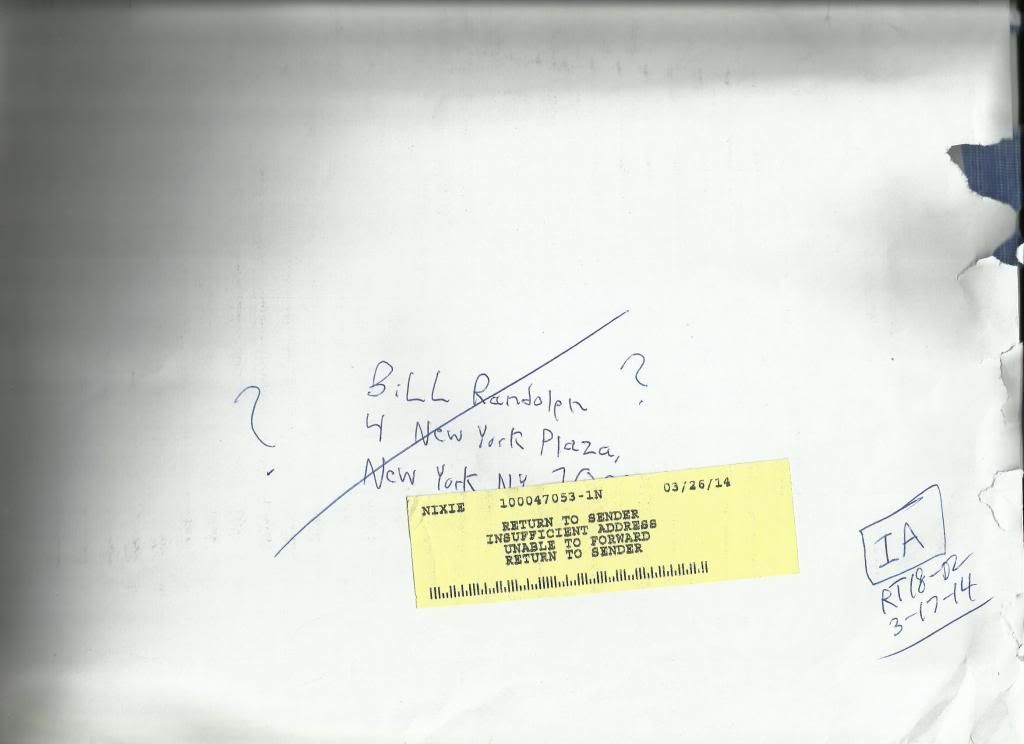 ?
BiLL Randolph ?
4 New York Plaza,
New York NY
NIXIE 100047053-1N 03/26/14
RETURN TO SENDER
INSUFFICIENT ADDRESS
UNABLE TO FORWARD
RETURN TO SENDER
IA
RT18-02
3-17-14